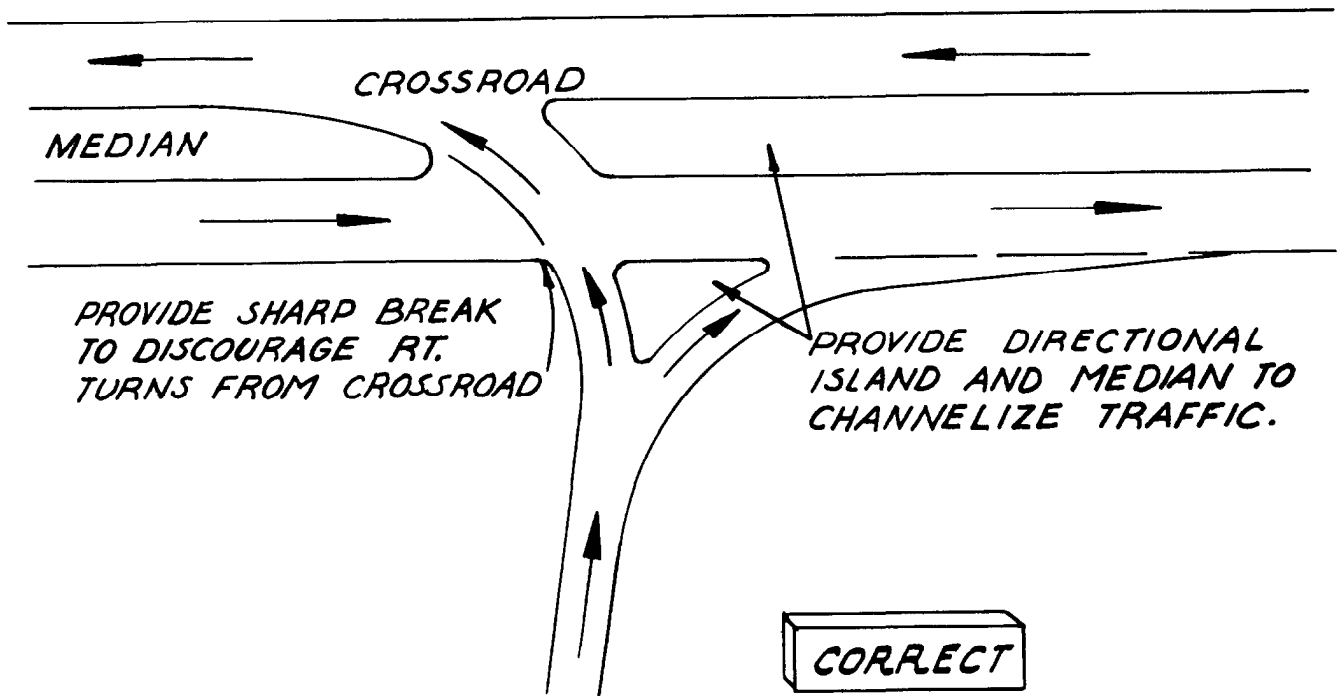 CROSSROAD
MEDIAN
PROVIDE SHARP BREAK
TO DISCOURAGE RT.
TURNS FROM CROSSROAD
PROVIDE DIRECTIONAL
ISLAND AND MEDIAN TO
CHANNELIZE TRAFFIC.
CORRECT